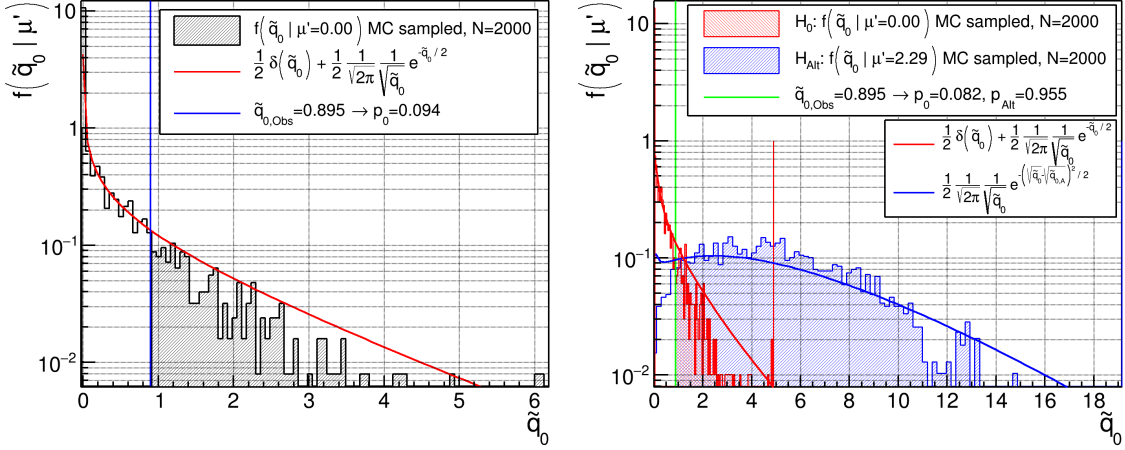 f(q̃₀ | μ')
10
1
10⁻¹
10⁻²
0 1 2 3 4 5 6
q̃₀
f(q̃₀ | μ'=0.00) MC sampled, N=2000
1/2 δ(q̃₀) + 1/2 1/√2π 1/√q̃₀ e^(-q̃₀ / 2)
q̃₀,Obs=0.895 → p₀=0.094
f(q̃₀ | μ')
10
1
10⁻¹
10⁻²
0 2 4 6 8 10 12 14 16 18
q̃₀
H₀: f(q̃₀ | μ'=0.00) MC sampled, N=2000
H_Alt: f(q̃₀ | μ'=2.29) MC sampled, N=2000
q̃₀,Obs=0.895 → p₀=0.082, p_Alt=0.955
1/2 δ(q̃₀) + 1/2 1/√2π 1/√q̃₀ e^(-q̃₀ / 2)
1/2 1/√2π 1/√q̃₀ e^(-(√q̃₀-√q̃₀,A)² / 2)